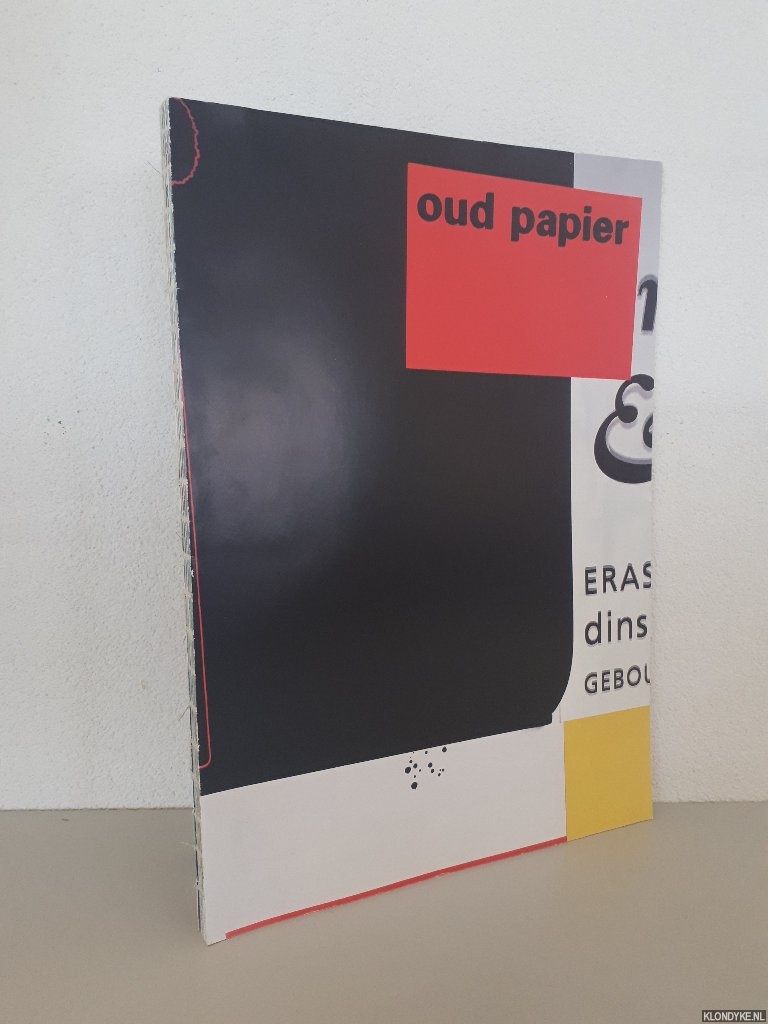 oud papier
&
ERAS
dins
GEBOU
KLONDYKE.NL